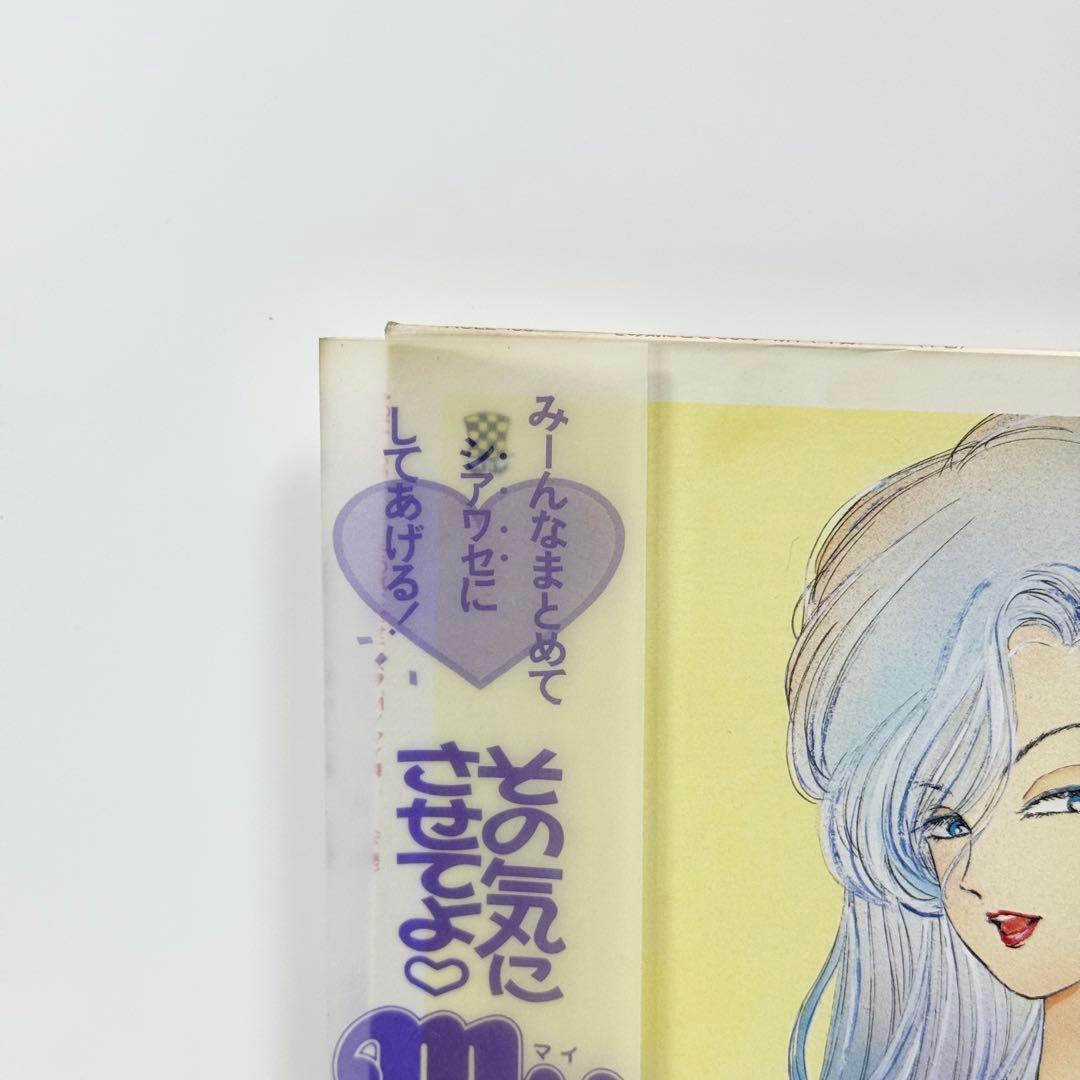 みーんなまとめて
シアワセに
してあげる!
その気に
させてよ♡
my
マイ